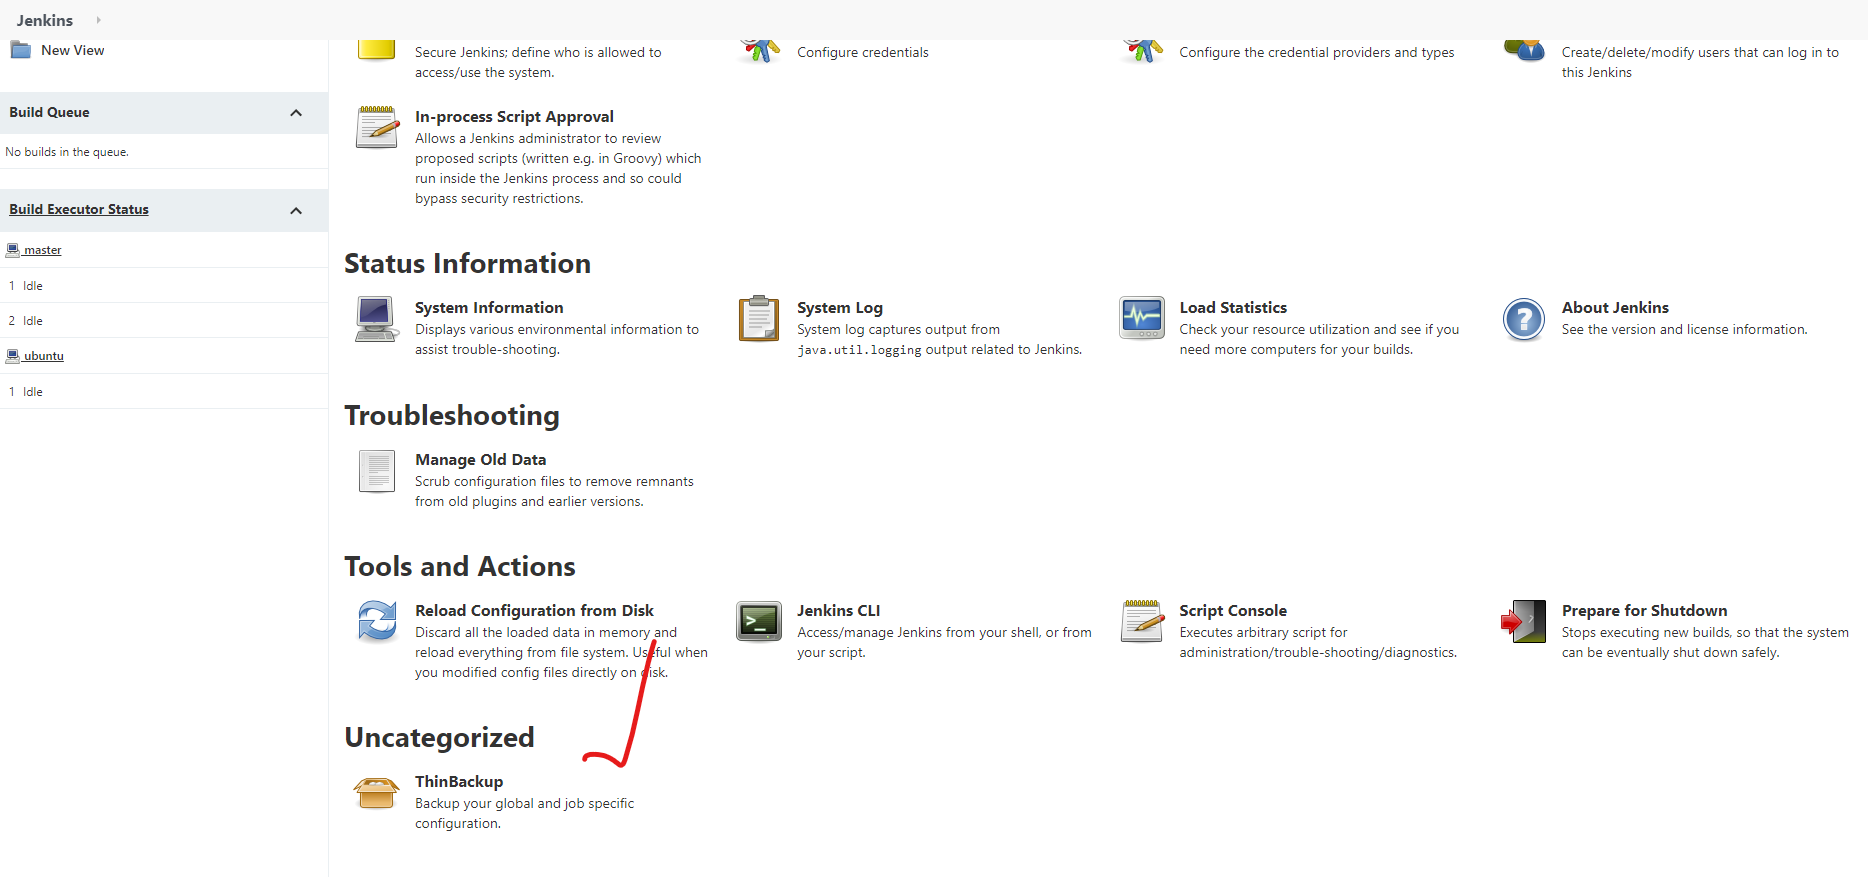 Jenkins
New View
Build Queue
No builds in the queue.
Build Executor Status
master
1 Idle
2 Idle
ubuntu
1 Idle
Secure Jenkins; define who is allowed to
access/use the system.
Configure credentials
Configure the credential providers and types
Create/delete/modify users that can log in to
this Jenkins
In-process Script Approval
Allows a Jenkins administrator to review
proposed scripts (written e.g. in Groovy) which
run inside the Jenkins process and so could
bypass security restrictions.
Status Information
System Information
Displays various environmental information to
assist trouble-shooting.
System Log
System log captures output from
java.util.logging output related to Jenkins.
Load Statistics
Check your resource utilization and see if you
need more computers for your builds.
About Jenkins
See the version and license information.
Troubleshooting
Manage Old Data
Scrub configuration files to remove remnants
from old plugins and earlier versions.
Tools and Actions
Reload Configuration from Disk
Discard all the loaded data in memory and
reload everything from file system. Useful when
you modified config files directly on disk.
Jenkins CLI
Access/manage Jenkins from your shell, or from
your script.
Script Console
Executes arbitrary script for
administration/trouble-shooting/diagnostics.
Prepare for Shutdown
Stops executing new builds, so that the system
can be eventually shut down safely.
Uncategorized
ThinBackup
Backup your global and job specific
configuration.